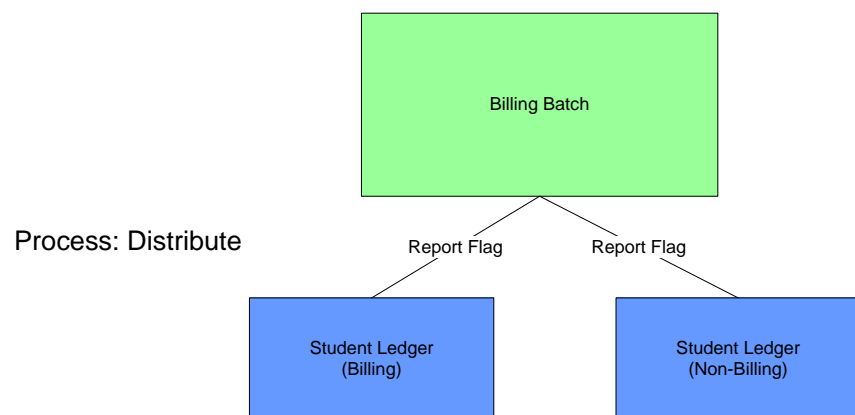 Billing Batch
Process: Distribute
Report Flag
Report Flag
Student Ledger
(Billing)
Student Ledger
(Non-Billing)